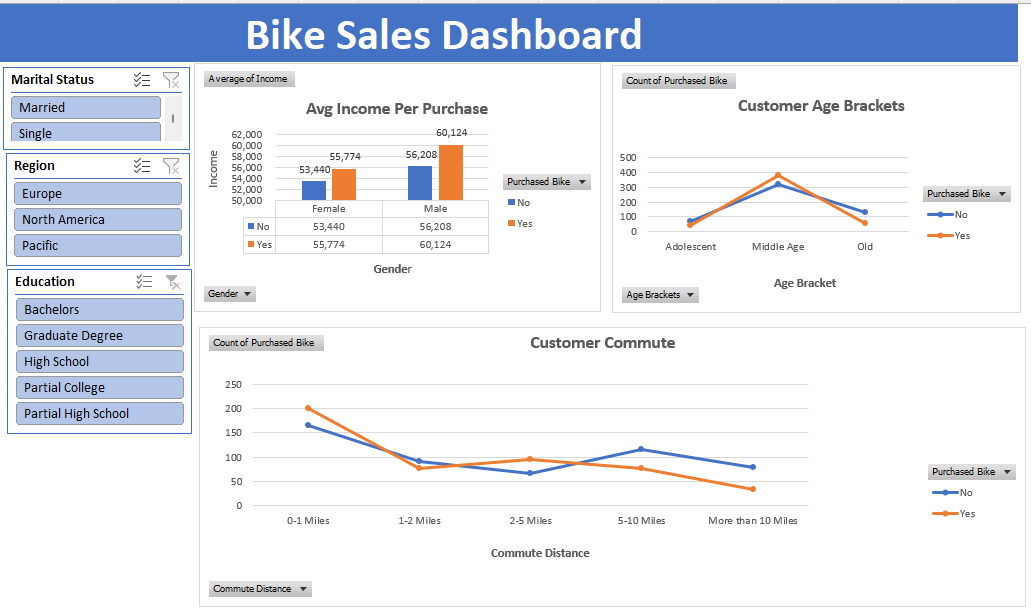 Bike Sales Dashboard
Marital Status
Married
Single
Region
Europe
North America
Pacific
Education
Bachelors
Graduate Degree
High School
Partial College
Partial High School
Average of Income
Avg Income Per Purchase
62,000
60,000
58,000
56,000
54,000
52,000
50,000
Income
53,440
55,774
56,208
60,124
Female Male
No 53,440 56,208
Yes 55,774 60,124
Gender
Purchased Bike
No
Yes
Gender
Count of Purchased Bike
Customer Age Brackets
500
400
300
200
100
0
Adolescent Middle Age Old
Age Bracket
Purchased Bike
No
Yes
Age Brackets
Count of Purchased Bike
Customer Commute
250
200
150
100
50
0
0-1 Miles 1-2 Miles 2-5 Miles 5-10 Miles More than 10 Miles
Commute Distance
Purchased Bike
No
Yes
Commute Distance